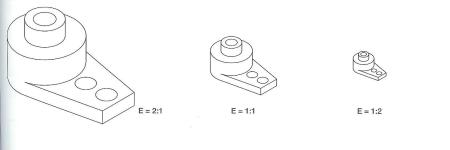 E = 2:1
E = 1:1
E = 1:2